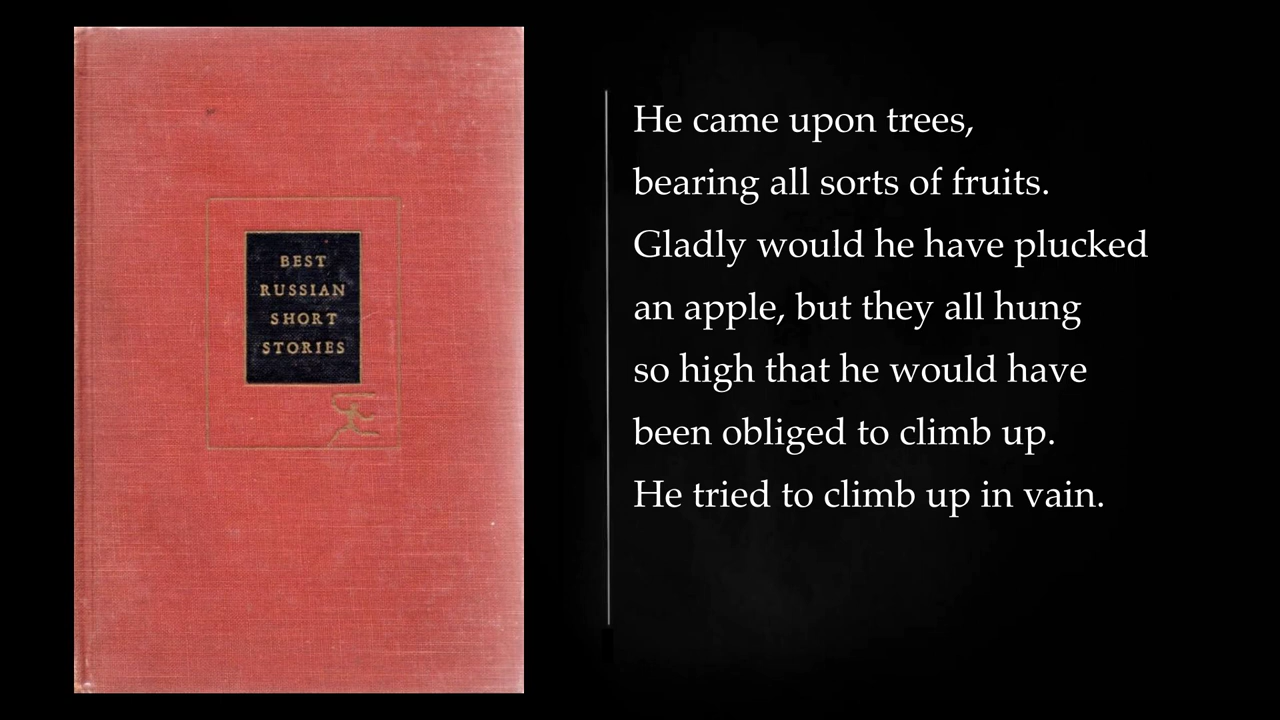 BEST
RUSSIAN
SHORT
STORIES
He came upon trees,
bearing all sorts of fruits.
Gladly would he have plucked
an apple, but they all hung
so high that he would have
been obliged to climb up.
He tried to climb up in vain.